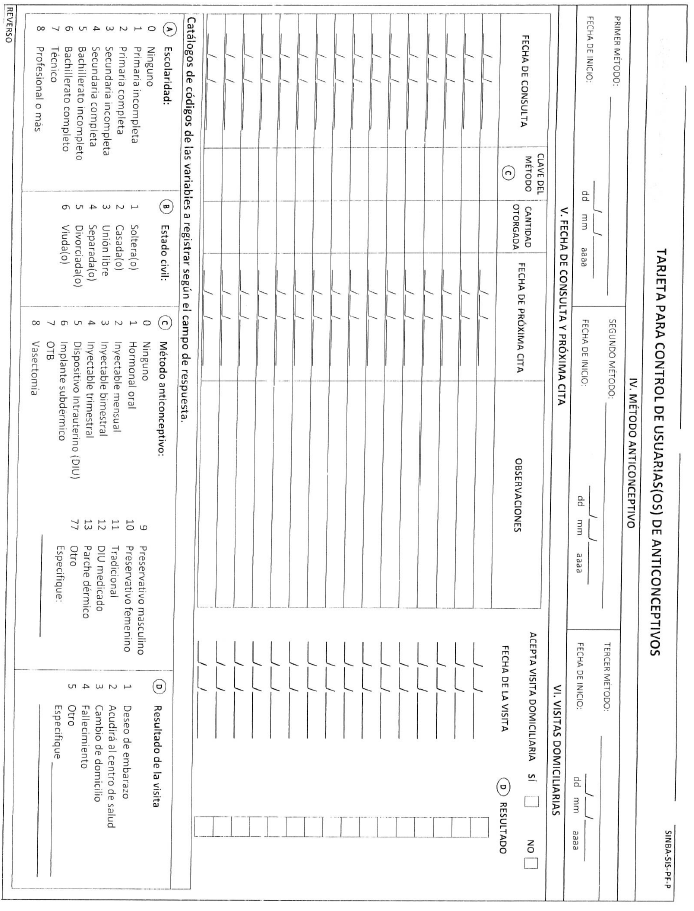 SINBA-SIS-PF-P
TARJETA PARA CONTROL DE USUARIAS(OS) DE ANTICONCEPTIVOS
IV. MÉTODO ANTICONCEPTIVO
PRIMER MÉTODO:
SEGUNDO MÉTODO:
TERCER MÉTODO:
FECHA DE INICIO: / /
FECHA DE INICIO: / /
FECHA DE INICIO: / /
dd mm aaaa
dd mm aaaa
dd mm aaaa
V. FECHA DE CONSULTA Y PRÓXIMA CITA
VI. VISITAS DOMICILIARIAS
FECHA DE CONSULTA
CLAVE DEL MÉTODO
C
CANTIDAD OTORGADA
FECHA DE PRÓXIMA CITA
OBSERVACIONES
ACEPTA VISITA DOMICILIARIA SÍ NO
FECHA DE LA VISITA
D RESULTADO
Catálogos de códigos de las variables a registrar según el campo de respuesta.
A Escolaridad:
0 Ninguno
1 Primaria incompleta
2 Primaria completa
3 Secundaria incompleta
4 Secundaria completa
5 Bachillerato incompleto
6 Bachillerato completo
7 Técnico
8 Profesional o más
B Estado civil:
1 Soltera(o)
2 Casada(o)
3 Unión libre
4 Separada(o)
5 Divorciada(o)
6 Viuda(o)
C Método anticonceptivo:
0 Ninguno
1 Hormonal oral
2 Inyectable mensual
3 Inyectable bimestral
4 Inyectable trimestral
5 Dispositivo Intrauterino (DIU)
6 Implante subdérmico
7 OTB
8 Vasectomía
9 Preservativo masculino
10 Preservativo femenino
11 Tradicional
12 DIU medicado
13 Parche dérmico
77 Otro
Especifique:
D Resultado de la visita
1 Deseo de embarazo
2 Acudirá al centro de salud
3 Cambio de domicilio
4 Fallecimiento
5 Otro
Especifique
REVERSO